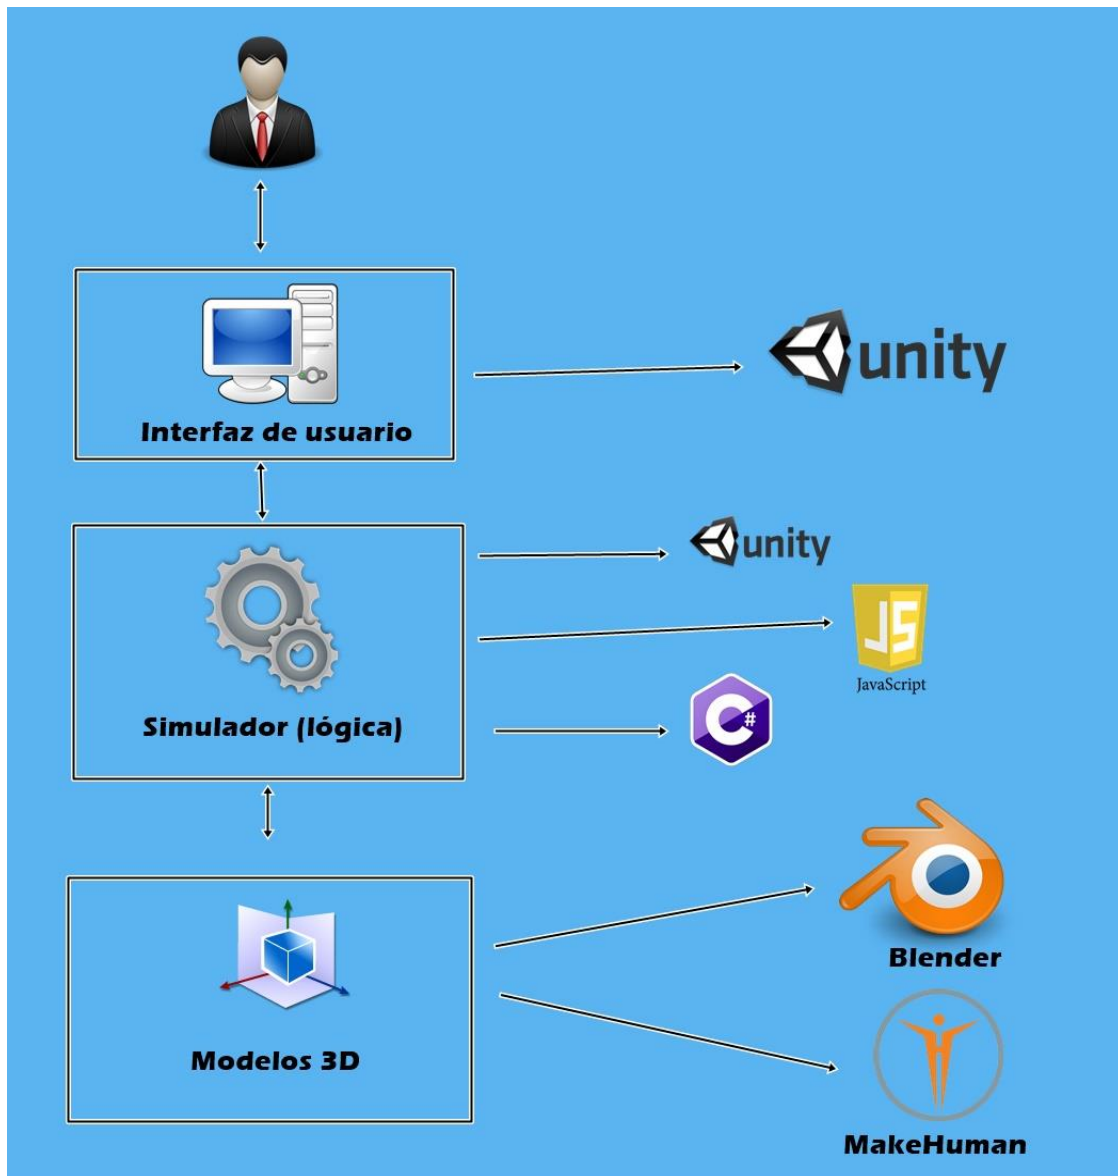 unity
Interfaz de usuario
unity
JS
JavaScript
Simulador (lógica)
C#
Blender
Modelos 3D
MakeHuman